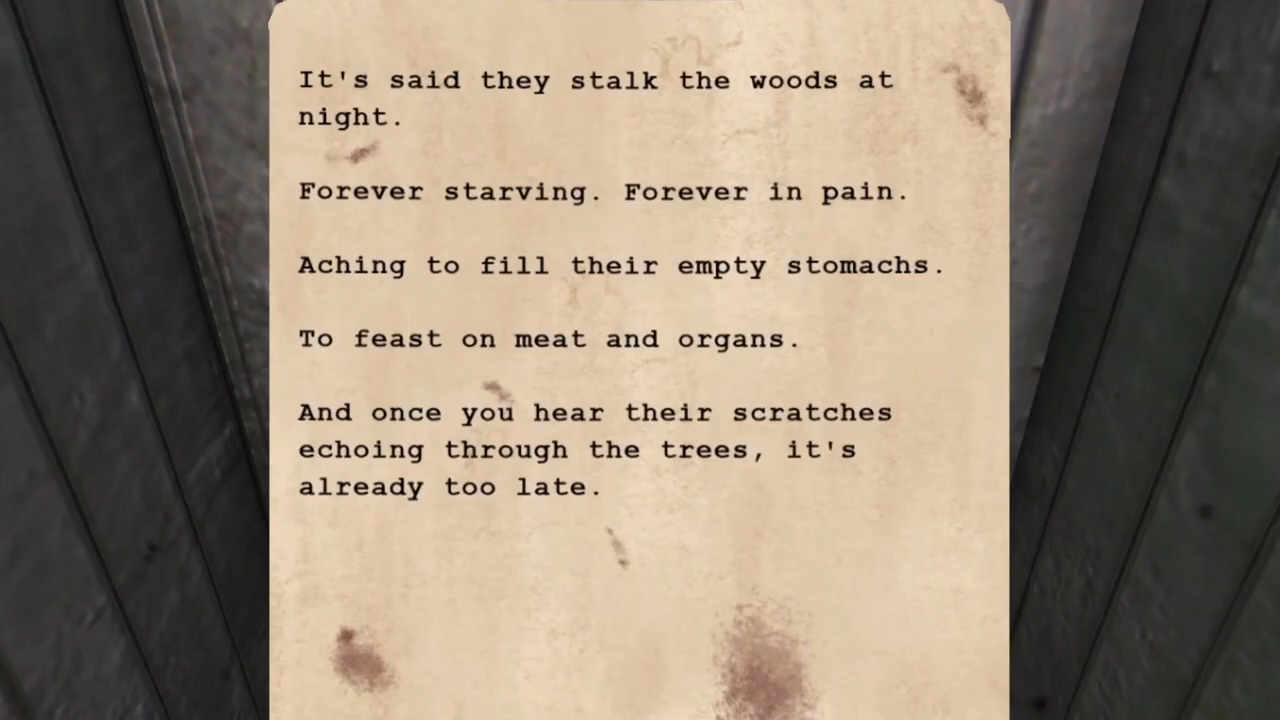 It's said they stalk the woods at
night.
Forever starving. Forever in pain.
Aching to fill their empty stomachs.
To feast on meat and organs.
And once you hear their scratches
echoing through the trees, it's
already too late.